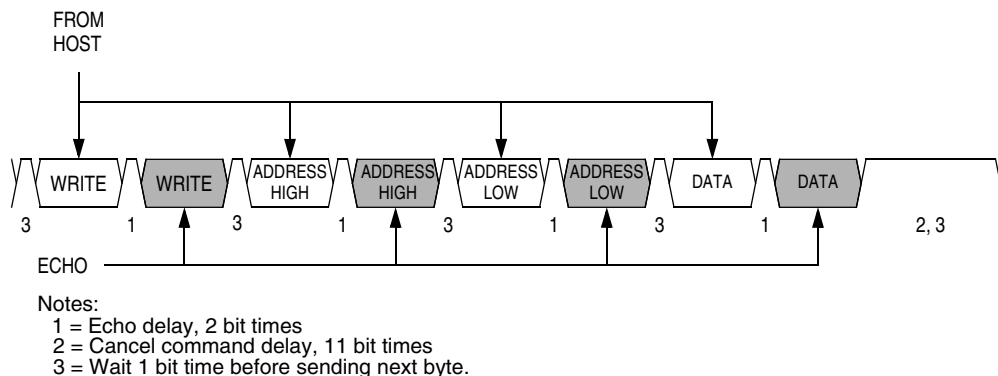 FROM
HOST
WRITE WRITE ADDRESS HIGH ADDRESS HIGH ADDRESS LOW ADDRESS LOW DATA DATA
3 1 3 1 3 1 3 1 2, 3
ECHO
Notes:
1 = Echo delay, 2 bit times
2 = Cancel command delay, 11 bit times
3 = Wait 1 bit time before sending next byte.